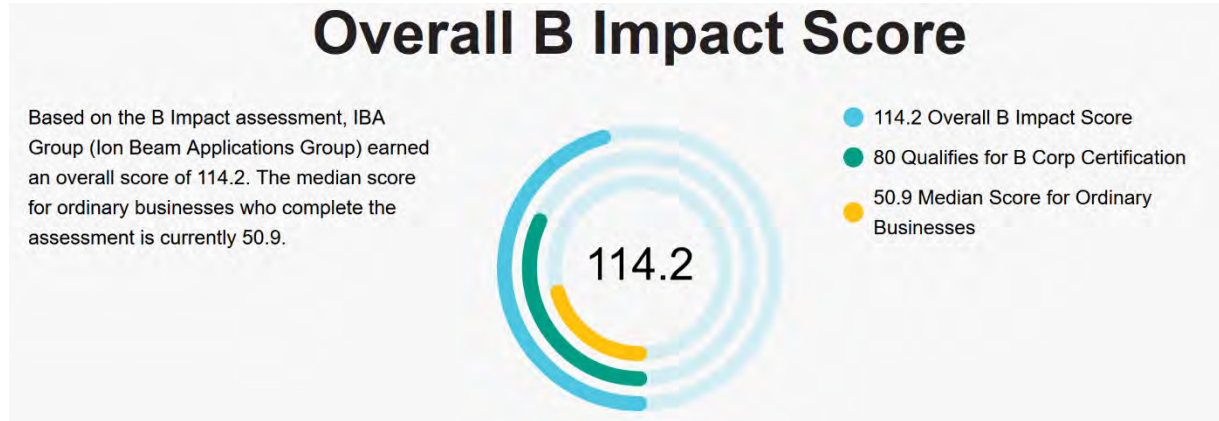 Overall B Impact Score
Based on the B Impact assessment, IBA
Group (Ion Beam Applications Group) earned
an overall score of 114.2. The median score
for ordinary businesses who complete the
assessment is currently 50.9.
114.2
114.2 Overall B Impact Score
80 Qualifies for B Corp Certification
50.9 Median Score for Ordinary
Businesses